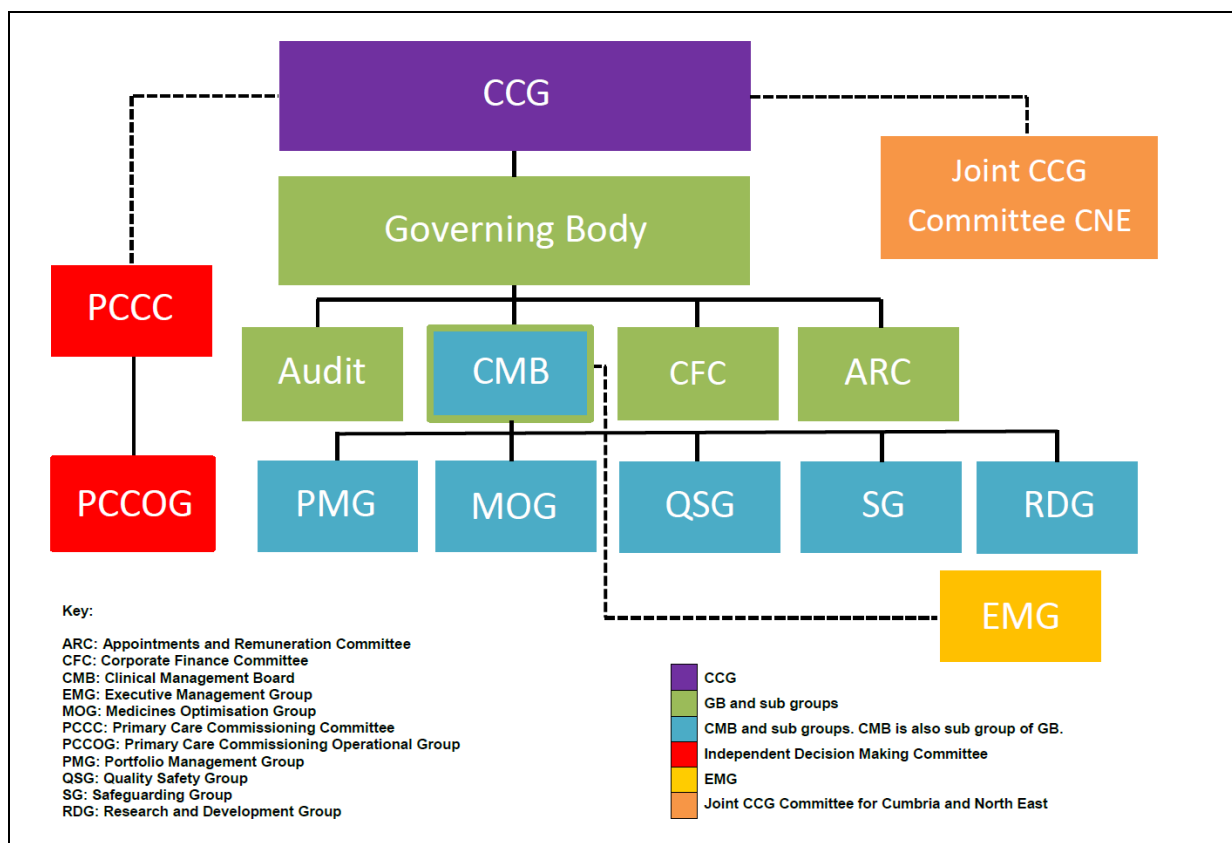 CCG
Joint CCG
Committee CNE
Governing Body
PCCC
Audit
CMB
CFC
ARC
PCCOG
PMG
MOG
QSG
SG
RDG
EMG
Key:
ARC: Appointments and Remuneration Committee
CFC: Corporate Finance Committee
CMB: Clinical Management Board
EMG: Executive Management Group
MOG: Medicines Optimisation Group
PCCC: Primary Care Commissioning Committee
PCCOG: Primary Care Commissioning Operational Group
PMG: Portfolio Management Group
QSG: Quality Safety Group
SG: Safeguarding Group
RDG: Research and Development Group
CCG
GB and sub groups
CMB and sub groups. CMB is also sub group of GB.
Independent Decision Making Committee
EMG
Joint CCG Committee for Cumbria and North East